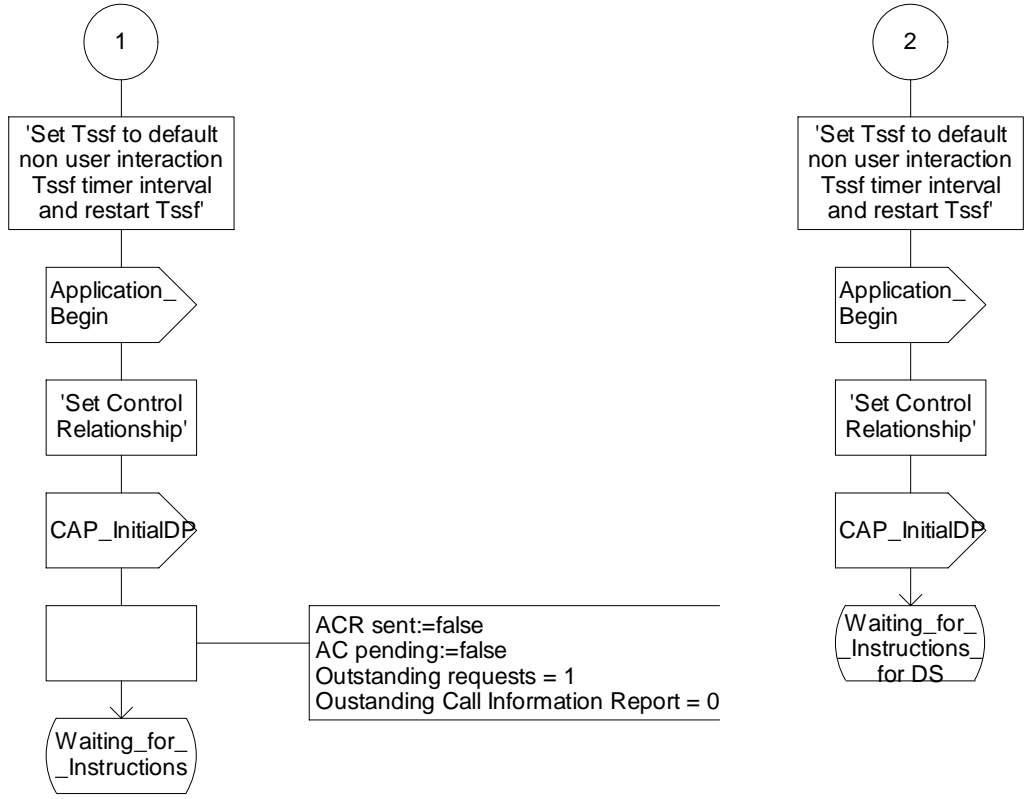 1
'Set Tssf to default
non user interaction
Tssf timer interval
and restart Tssf'
Application_
Begin
'Set Control
Relationship'
CAP_InitialDP
ACR sent:=false
AC pending:=false
Outstanding requests = 1
Oustanding Call Information Report = 0
Waiting_for_
_Instructions
2
'Set Tssf to default
non user interaction
Tssf timer interval
and restart Tssf'
Application_
Begin
'Set Control
Relationship'
CAP_InitialDP
Waiting_for_
_Instructions_
for DS